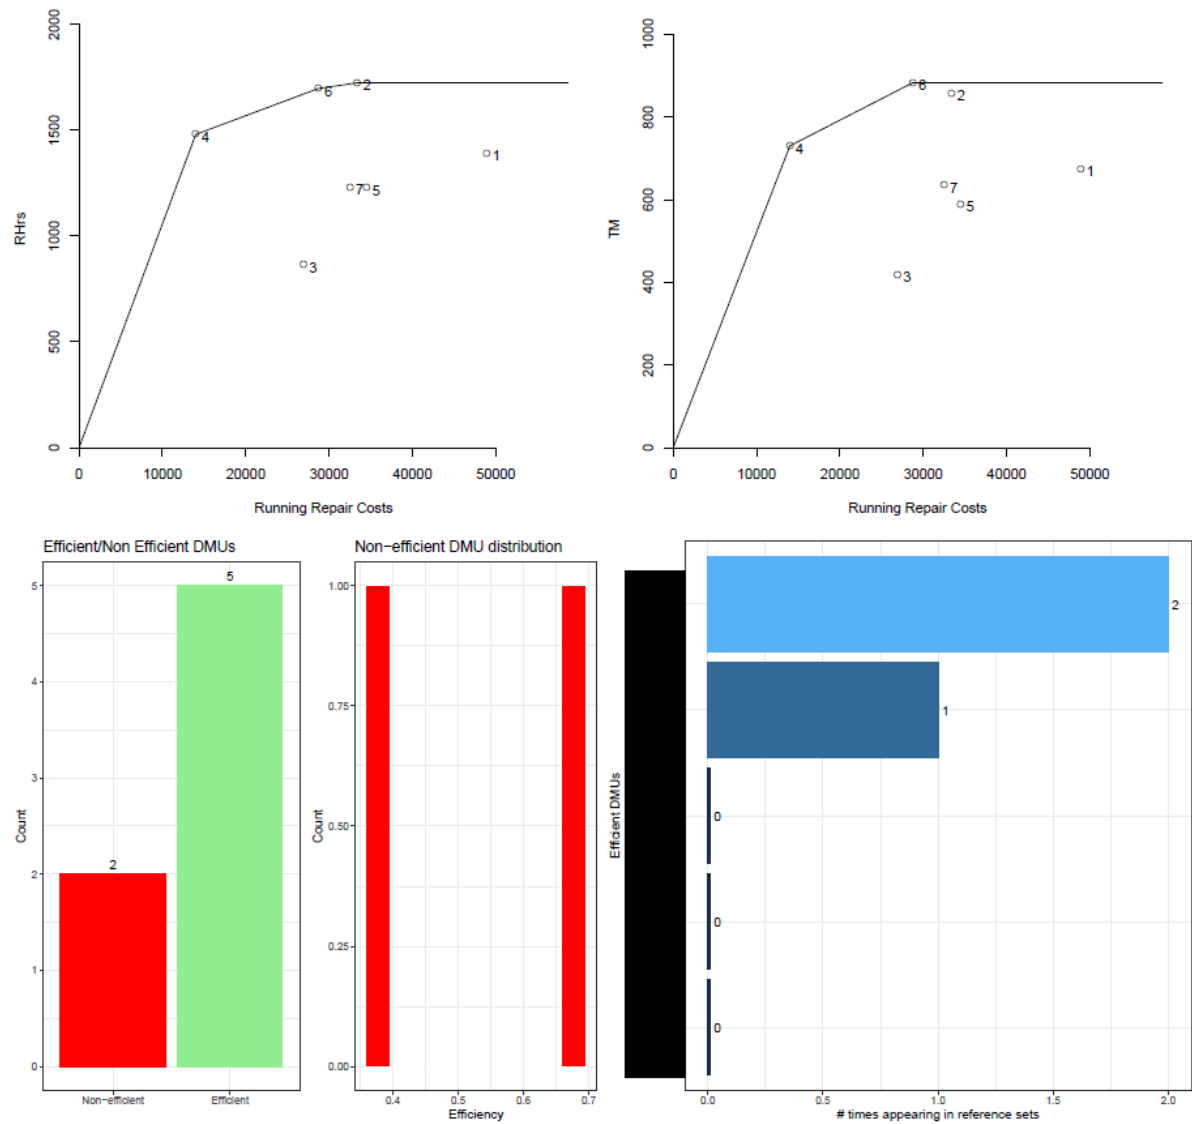 2000
1500
1000
500
0
RHrs
4
6
2
1
7
5
3
0 10000 20000 30000 40000 50000
Running Repair Costs
1000
800
600
400
200
0
TM
6
2
4
1
7
5
3
0 10000 20000 30000 40000 50000
Running Repair Costs
Efficient/Non Efficient DMUs
5
4
3
2
1
0
Count
2
5
Non-efficient Efficient
Non-efficient DMU distribution
1.00
0.75
0.50
0.25
0.00
Count
0.4 0.5 0.6 0.7
Efficiency
Efficient DMUs
2
1
0
0
0
0.0 0.5 1.0 1.5 2.0
# times appearing in reference sets